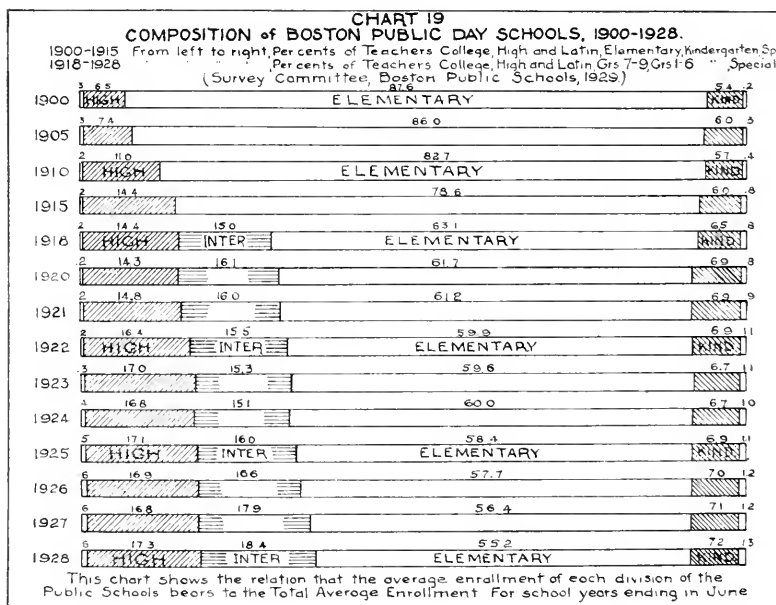 CHART 19
COMPOSITION OF BOSTON PUBLIC DAY SCHOOLS, 1900-1928.
1900-1915 From left to right, Percents of Teachers College, High and Latin, Elementary, Kindergarten, Sp
1918-1928 " " " " Percents of Teachers College, High and Latin, Grs 7-9, Grs 1-6 " , Special
(Survey Committee, Boston Public Schools, 1929.)
.3 6.5 87.6 5.4 .2
1900 HIGH ELEMENTARY KIND
.3 7.4 86.0 6.0 .3
1905
.2 11.0 82.7 5.7 .4
1910 HIGH ELEMENTARY KIND
.2 14.4 78.6 6.0 .8
1915
.2 14.4 15.0 63.1 6.5 .8
1918 HIGH INTER ELEMENTARY KIND
.2 14.3 16.1 61.7 6.9 .8
1920
.2 14.8 16.0 61.2 6.9 .9
1921
.2 16.4 15.5 59.9 6.9 1.1
1922 HIGH INTER ELEMENTARY KIND
.3 17.0 15.3 59.6 6.7 1.1
1923
.4 16.8 15.1 60.0 6.7 1.0
1924
.5 17.1 16.0 58.4 6.9 1.1
1925 HIGH INTER ELEMENTARY KIND
.6 16.9 16.6 57.7 7.0 1.2
1926
.6 16.8 17.9 56.4 7.1 1.2
1927
.6 17.3 18.4 55.2 7.2 1.3
1928 HIGH INTER ELEMENTARY KIND
This chart shows the relation that the average enrollment of each division of the
Public Schools bears to the Total Average Enrollment For school years ending in June